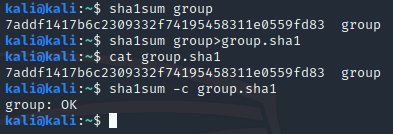 kali@kali:~$ sha1sum group
7addf1417b6c2309332f74195458311e0559fd83  group
kali@kali:~$ sha1sum group>group.sha1
kali@kali:~$ cat group.sha1
7addf1417b6c2309332f74195458311e0559fd83  group
kali@kali:~$ sha1sum -c group.sha1
group: OK
kali@kali:~$